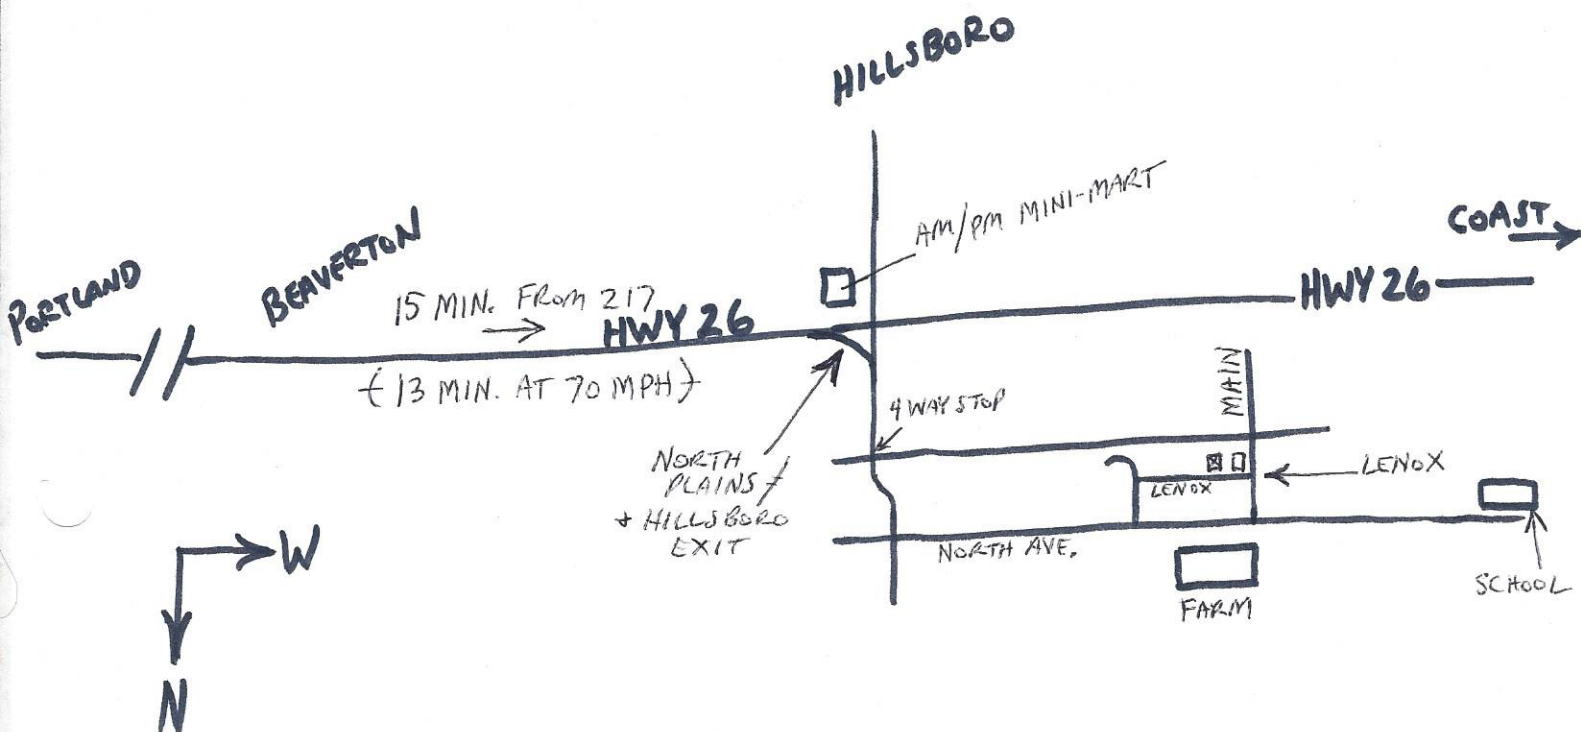 HILLSBORO
AM/PM MINI-MART
COAST
PORTLAND
BEAVERTON
15 MIN. FROM 217
HWY 26
HWY 26
(13 MIN. AT 70 MPH)
MAIN
4 WAY STOP
NORTH
PLAINS /
+ HILLSBORO
EXIT
LENOX
LENOX
NORTH AVE.
W
FARM
SCHOOL
N